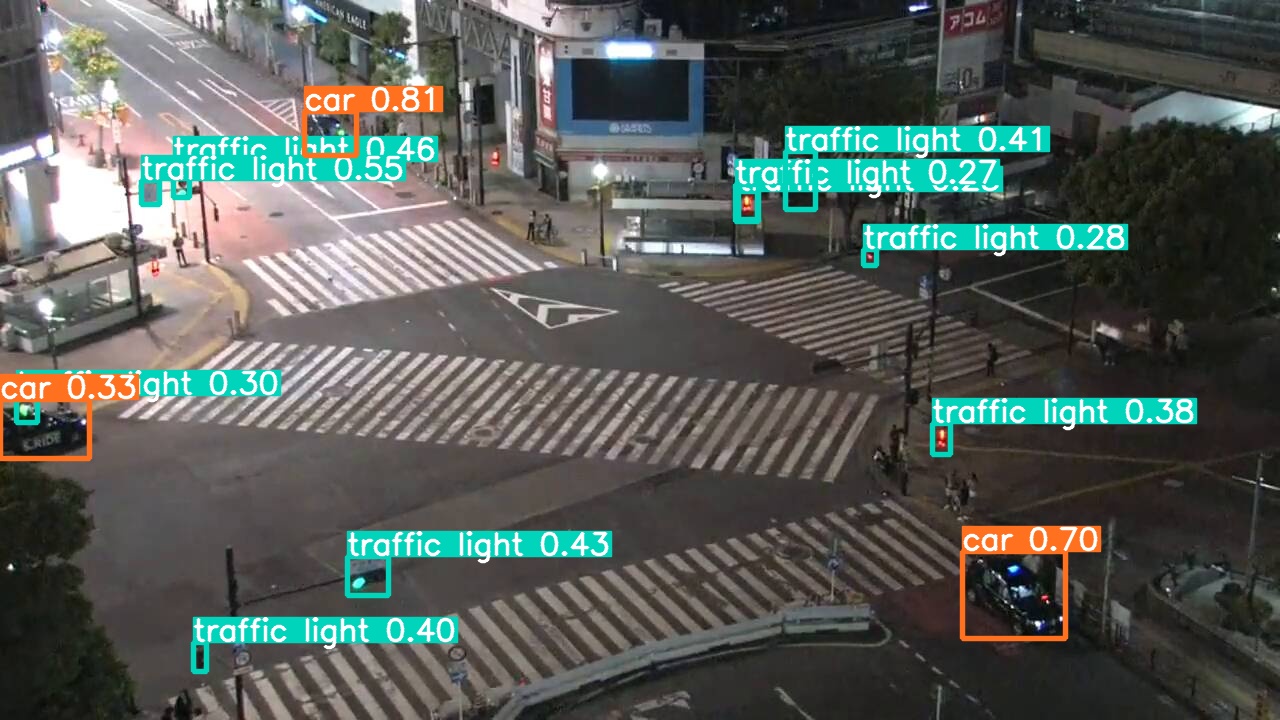 AMERICAN EAGLE
アコム
car 0.81
traffic light 0.46
traffic light 0.55
traffic light 0.41
traffic light 0.27
traffic light 0.28
car 0.33
light 0.30
RIDE
traffic light 0.38
traffic light 0.43
car 0.70
traffic light 0.40